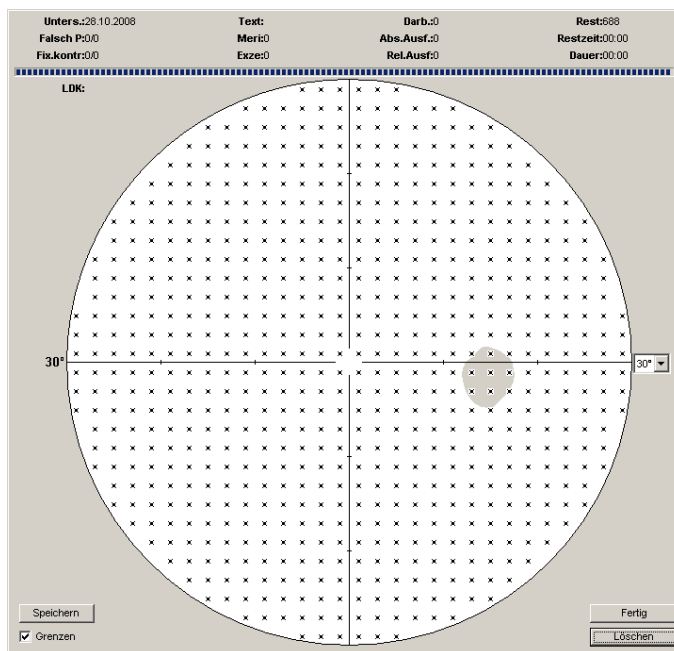 Unters.:28.10.2008 Text: Darb.:0 Rest:688
Falsch P:0/0 Meri:0 Abs.Ausf.:0 Restzeit:00:00
Fix.kontr:0/0 Exze:0 Rel.Ausf:0 Dauer:00:00
LDK:
30° 30°
Speichern Fertig
Grenzen Löschen